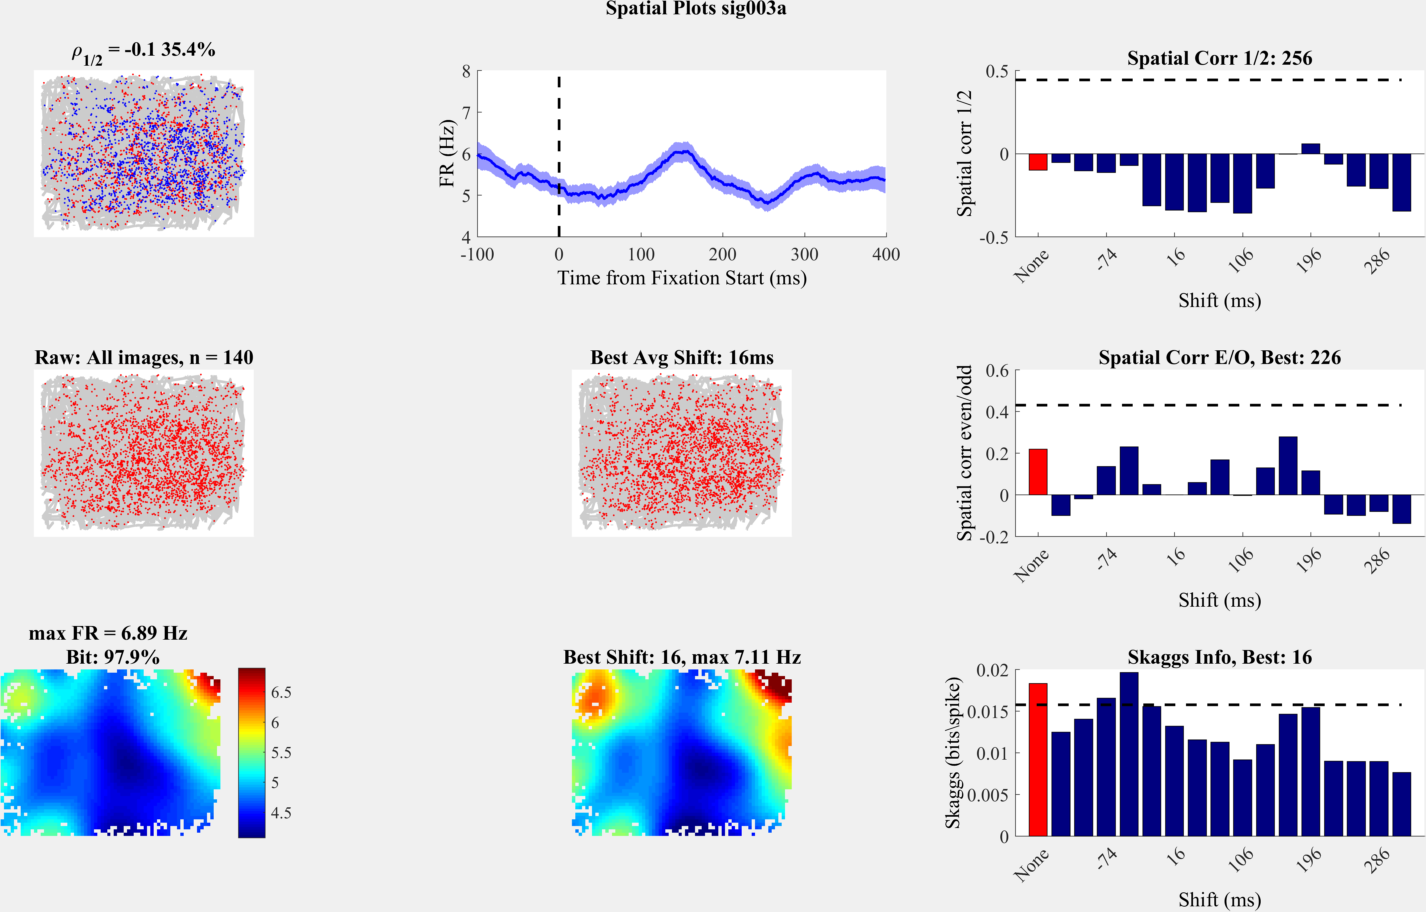 Spatial Plots sig003a
ρ1/2 = -0.1 35.4%
8
7
6
5
4
FR (Hz)
-100
0
100
200
300
400
Time from Fixation Start (ms)
Spatial Corr 1/2: 256
0.5
0
-0.5
Spatial corr 1/2
None
-74
16
106
196
286
Shift (ms)
Raw: All images, n = 140
Best Avg Shift: 16ms
Spatial Corr E/O, Best: 226
0.6
0.4
0.2
0
-0.2
Spatial corr even/odd
None
-74
16
106
196
286
Shift (ms)
max FR = 6.89 Hz
Bit: 97.9%
6.5
6
5.5
5
4.5
Best Shift: 16, max 7.11 Hz
Skaggs Info, Best: 16
0.02
0.015
0.01
0.005
0
Skaggs (bits\spike)
None
-74
16
106
196
286
Shift (ms)